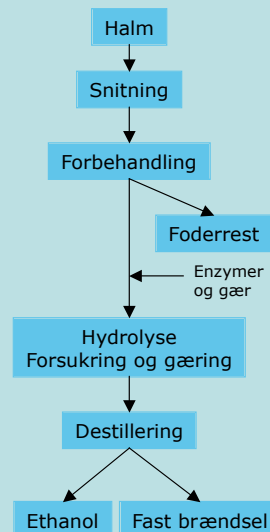 Halm
Snitning
Forbehandling
Foderrest
Enzymer
og gær
Hydrolyse
Forsukring og gæring
Destillering
Ethanol
Fast brændsel